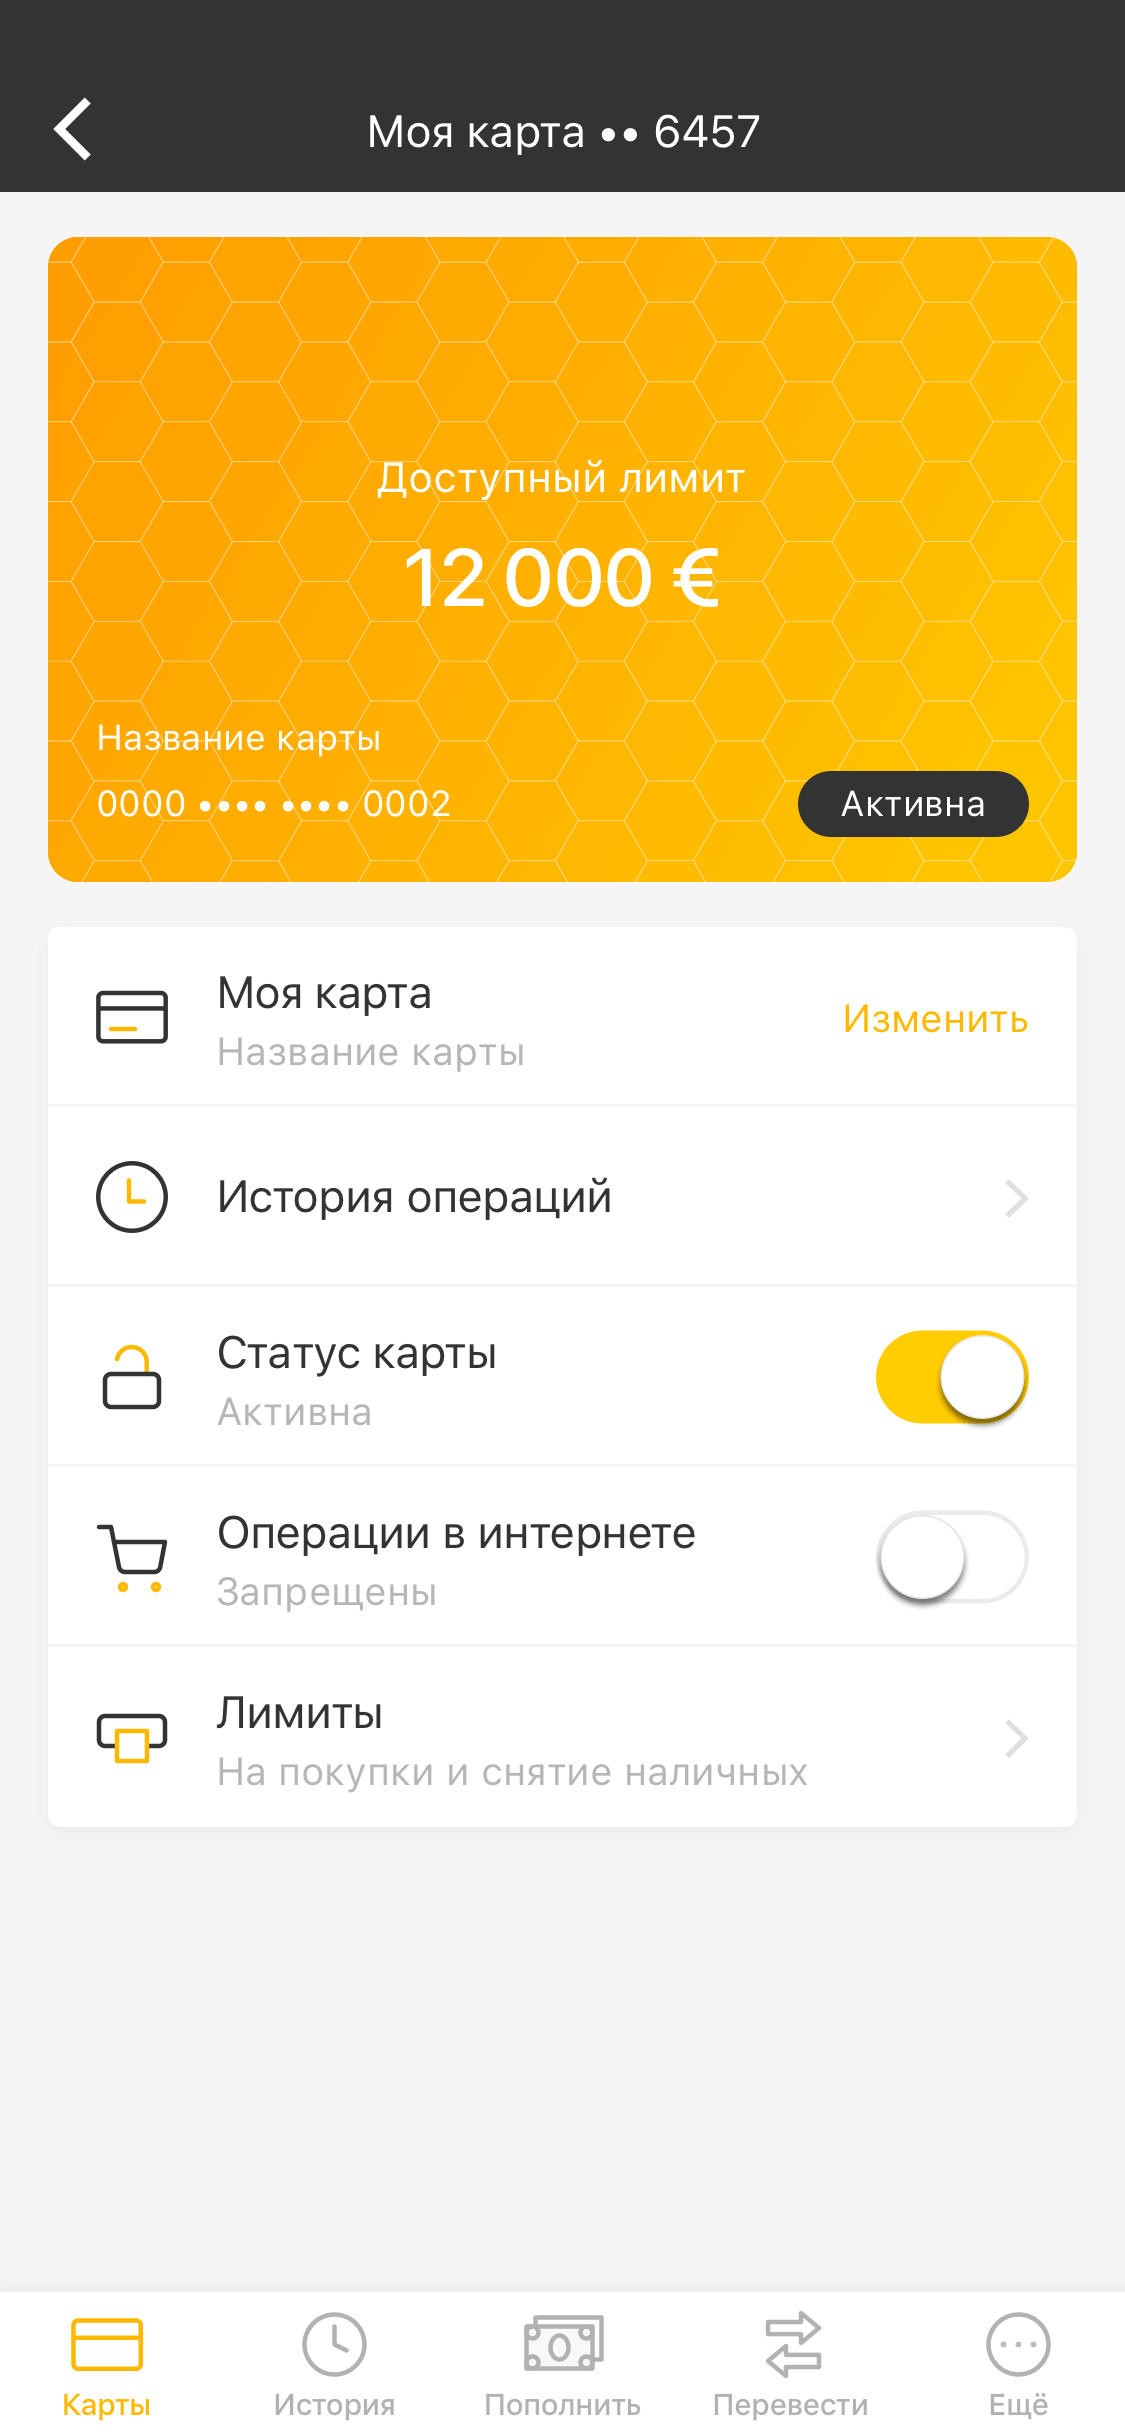 Моя карта •• 6457
Доступный лимит
12 000 €
Название карты
0000 •••• •••• 0002
Активна
Моя карта
Название карты
Изменить
История операций
Статус карты
Активна
Операции в интернете
Запрещены
Лимиты
На покупки и снятие наличных
Карты
История
Пополнить
Перевести
Ещё